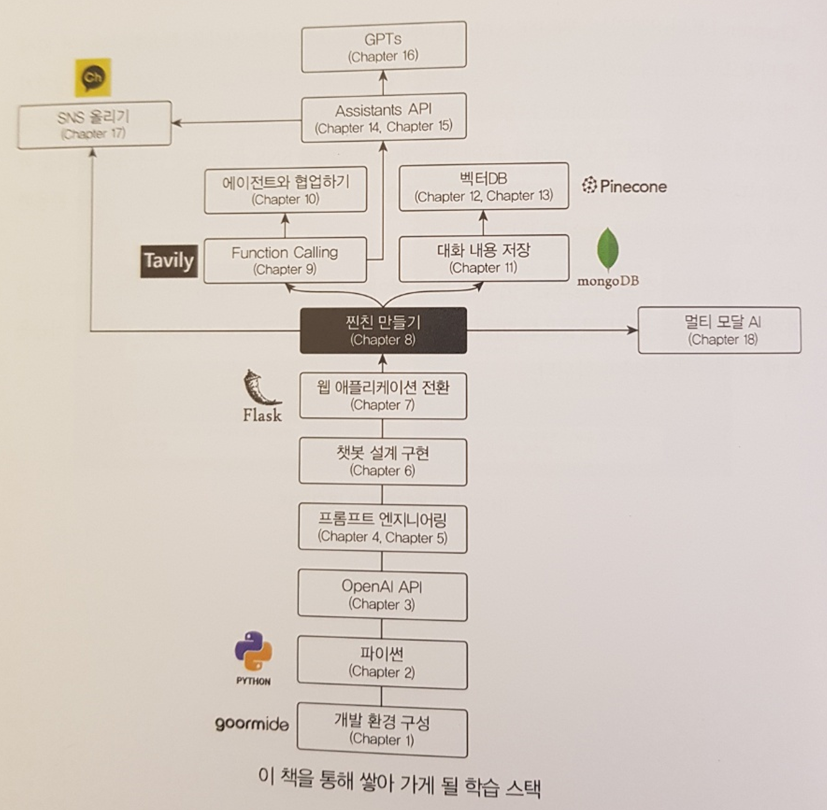 GPTs
(Chapter 16)
Ch
SNS 올리기
(Chapter 17)
Assistants API
(Chapter 14, Chapter 15)
에이전트와 협업하기
(Chapter 10)
벡터DB
(Chapter 12, Chapter 13)
Pinecone
Tavily
Function Calling
(Chapter 9)
대화 내용 저장
(Chapter 11)
mongoDB
찐친 만들기
(Chapter 8)
멀티 모달 AI
(Chapter 18)
Flask
웹 애플리케이션 전환
(Chapter 7)
챗봇 설계 구현
(Chapter 6)
프롬프트 엔지니어링
(Chapter 4, Chapter 5)
OpenAI API
(Chapter 3)
PYTHON
파이썬
(Chapter 2)
goormide
개발 환경 구성
(Chapter 1)
이 책을 통해 쌓아 가게 될 학습 스택